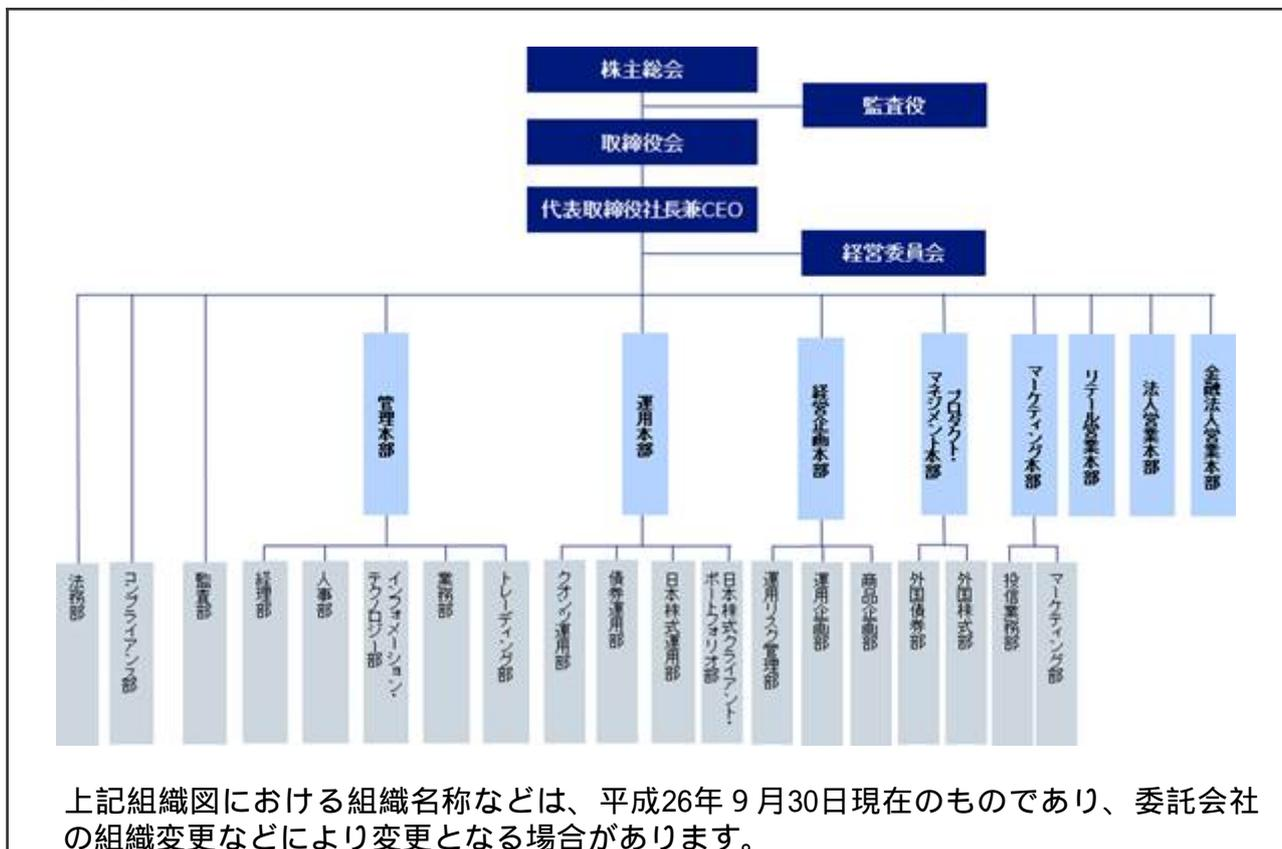 株主総会
監査役
取締役会
代表取締役社長兼CEO
経営委員会
管理本部
運用本部
経営企画本部
プロダクト・
マネジメント本部
マーケティング本部
リテール営業本部
法人営業本部
金融法人営業本部
法務部
コンプライアンス部
監査部
経理部
人事部
インフォメーション・
テクノロジー部
業務部
トレーディング部
クオンツ運用部
債券運用部
日本株式運用部
日本株式クライアント・
ポートフォリオ部
運用リスク管理部
運用企画部
商品企画部
外国債券部
外国株式部
投信業務部
マーケティング部
上記組織図における組織名称などは、平成26年9月30日現在のものであり、委託会社
の組織変更などにより変更となる場合があります。